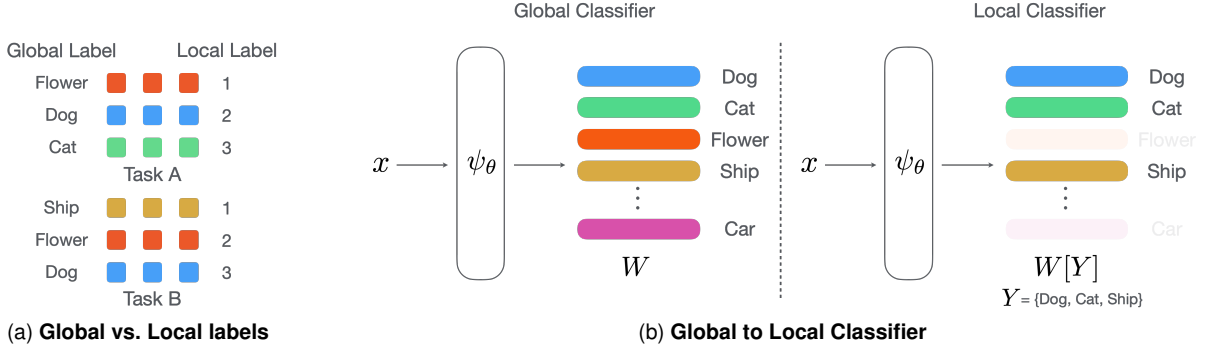 Global Label Local Label
Flower 1
Dog 2
Cat 3
Task A
Ship 1
Flower 2
Dog 3
Task B
(a) Global vs. Local labels
Global Classifier
x ψθ
Dog
Cat
Flower
Ship
Car
W
Local Classifier
x ψθ
Dog
Cat
Flower
Ship
Car
W[Y]
Y = {Dog, Cat, Ship}
(b) Global to Local Classifier